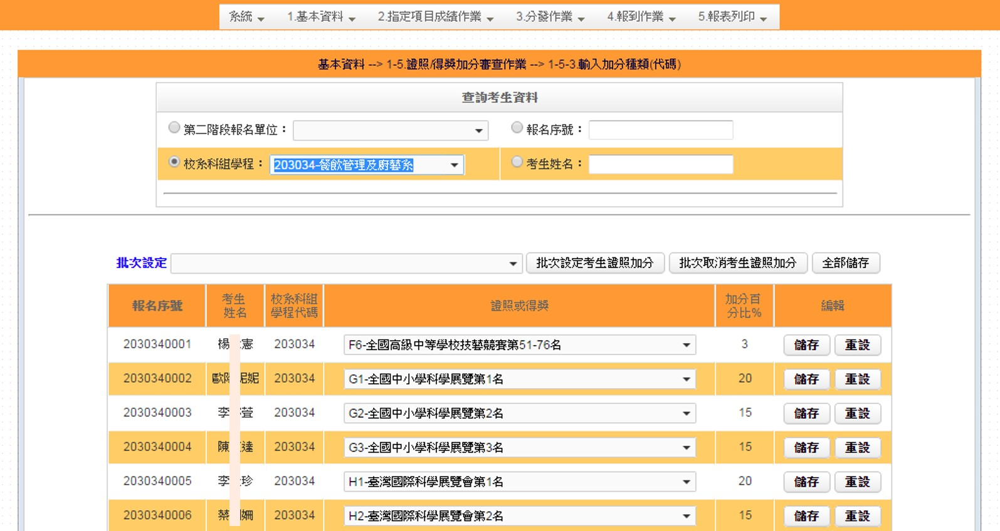 系統 1.基本資料 2.指定項目成績作業 3.分發作業 4.報到作業 5.報表列印
基本資料 --> 1-5.證照/得獎加分審查作業 --> 1-5-3.輸入加分種類(代碼)
查詢考生資料
第二階段報名單位： 報名序號：
校系科組學程： 203034-餐飲管理及廚藝系 考生姓名：
批次設定 批次設定考生證照加分 批次取消考生證照加分 全部儲存
報名序號 考生姓名 校系科組學程代碼 證照或得獎 加分百分比% 編輯
2030340001 楊 憲 203034 F6-全國高級中等學校技藝競賽第51-76名 3 儲存 重設
2030340002 歐 妮 203034 G1-全國中小學科學展覽第1名 20 儲存 重設
2030340003 李 萱 203034 G2-全國中小學科學展覽第2名 15 儲存 重設
2030340004 陳 達 203034 G3-全國中小學科學展覽第3名 15 儲存 重設
2030340005 李 珍 203034 H1-臺灣國際科學展覽會第1名 20 儲存 重設
2030340006 蔡 姍 203034 H2-臺灣國際科學展覽會第2名 15 儲存 重設